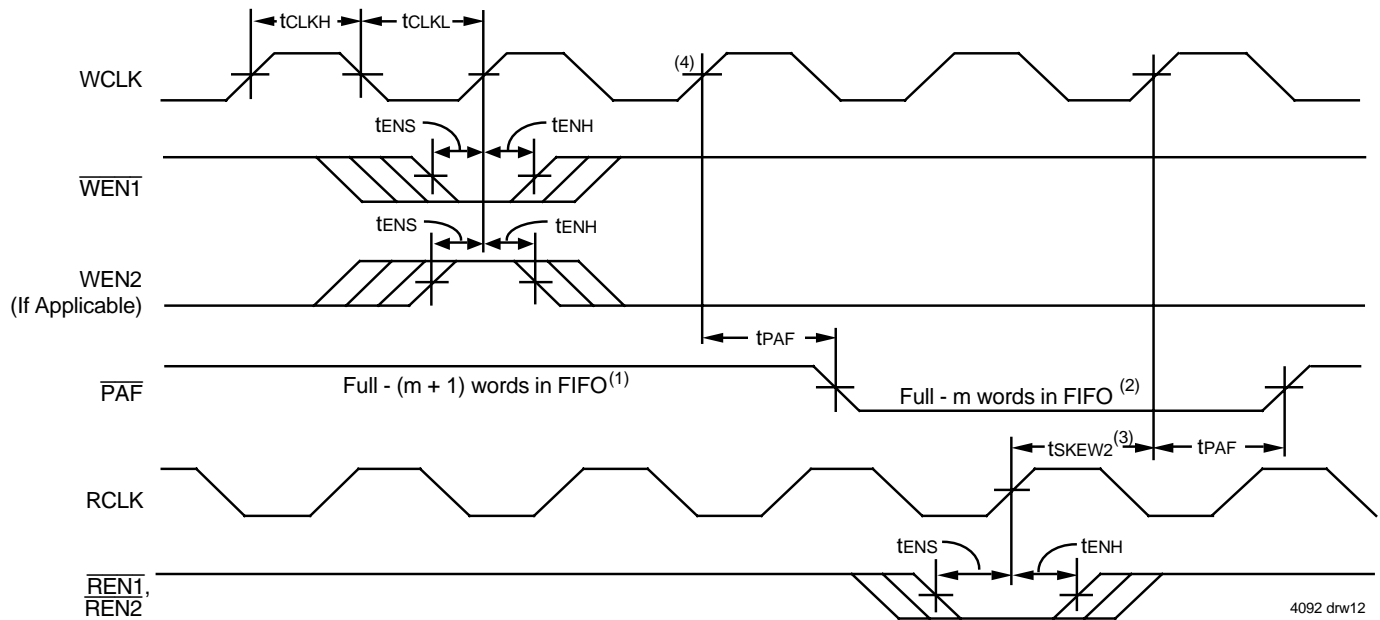 tCLKH tCLKL
WCLK
(4)
tENS tENH
WEN1
tENS tENH
WEN2
(If Applicable)
tPAF
PAF
Full - (m + 1) words in FIFO(1)
Full - m words in FIFO (2)
tSKEW2(3) tPAF
RCLK
tENS tENH
REN1,
REN2
4092 drw12